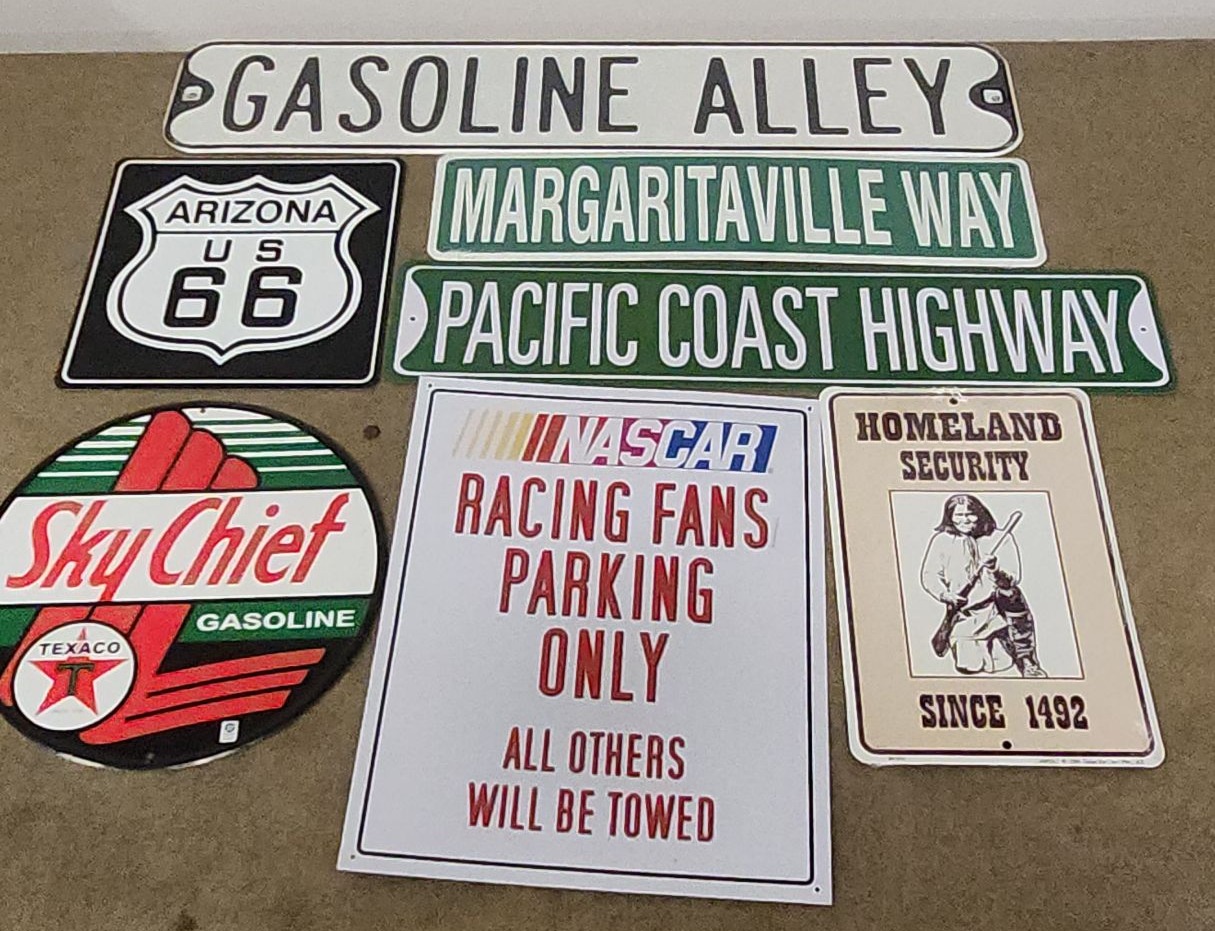 GASOLINE ALLEY
ARIZONA
US
66
MARGARITAVILLE WAY
PACIFIC COAST HIGHWAY
Sky Chief
GASOLINE
TEXACO
T
NASCAR
RACING FANS
PARKING
ONLY
ALL OTHERS
WILL BE TOWED
HOMELAND
SECURITY
SINCE 1492